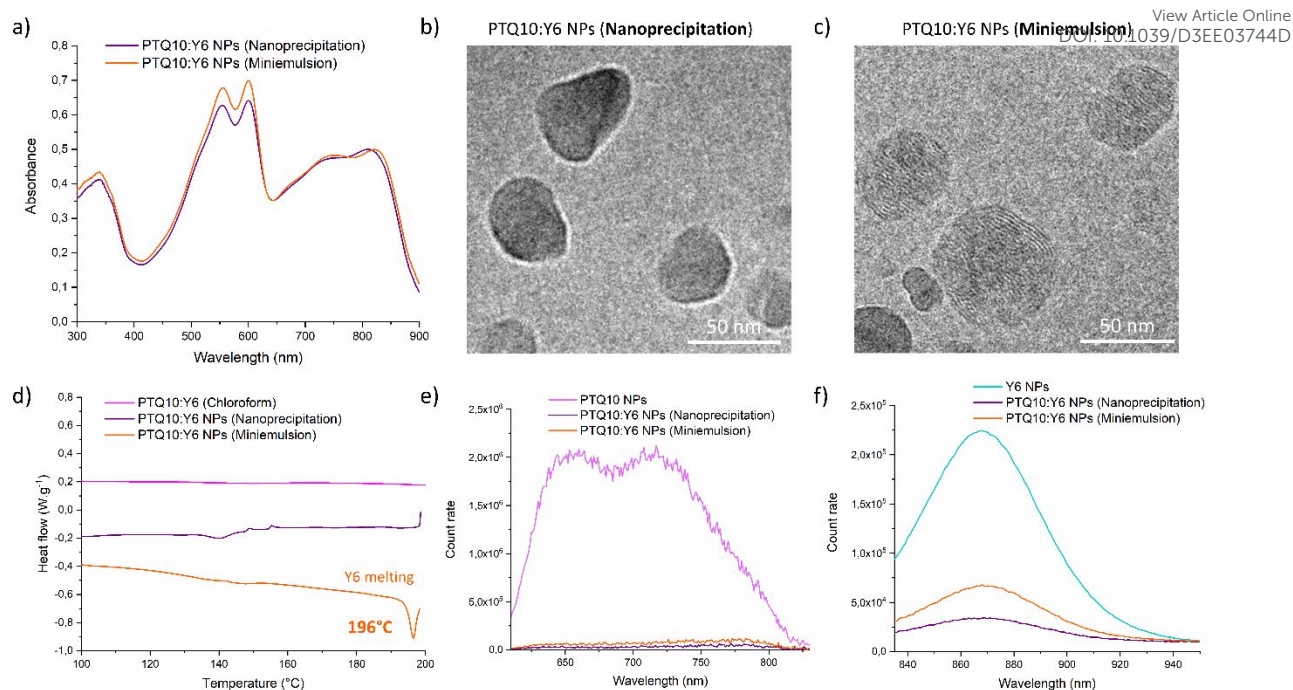 View Article Online
DOI: 10.1039/D3EE03744D
a)
PTQ10:Y6 NPs (Nanoprecipitation)
PTQ10:Y6 NPs (Miniemulsion)
0,8
0,7
0,6
0,5
0,4
0,3
0,2
0,1
0,0
Absorbance
300 400 500 600 700 800 900
Wavelength (nm)
b)
PTQ10:Y6 NPs (Nanoprecipitation)
50 nm
c)
PTQ10:Y6 NPs (Miniemulsion)
50 nm
d)
PTQ10:Y6 (Chloroform)
PTQ10:Y6 NPs (Nanoprecipitation)
PTQ10:Y6 NPs (Miniemulsion)
0,8
0,6
0,4
0,2
0,0
-0,2
-0,4
-0,6
-0,8
-1,0
Heat flow (W.g⁻¹)
Y6 melting
196°C
100 120 140 160 180 200
Temperature (°C)
e)
PTQ10 NPs
PTQ10:Y6 NPs (Nanoprecipitation)
PTQ10:Y6 NPs (Miniemulsion)
2,5x10⁶
2,0x10⁶
1,5x10⁶
1,0x10⁶
5,0x10⁵
0,0
Count rate
650 700 750 800
Wavelength (nm)
f)
Y6 NPs
PTQ10:Y6 NPs (Nanoprecipitation)
PTQ10:Y6 NPs (Miniemulsion)
2,5x10⁵
2,0x10⁵
1,5x10⁵
1,0x10⁵
5,0x10⁴
0,0
Count rate
840 860 880 900 920 940
Wavelength (nm)